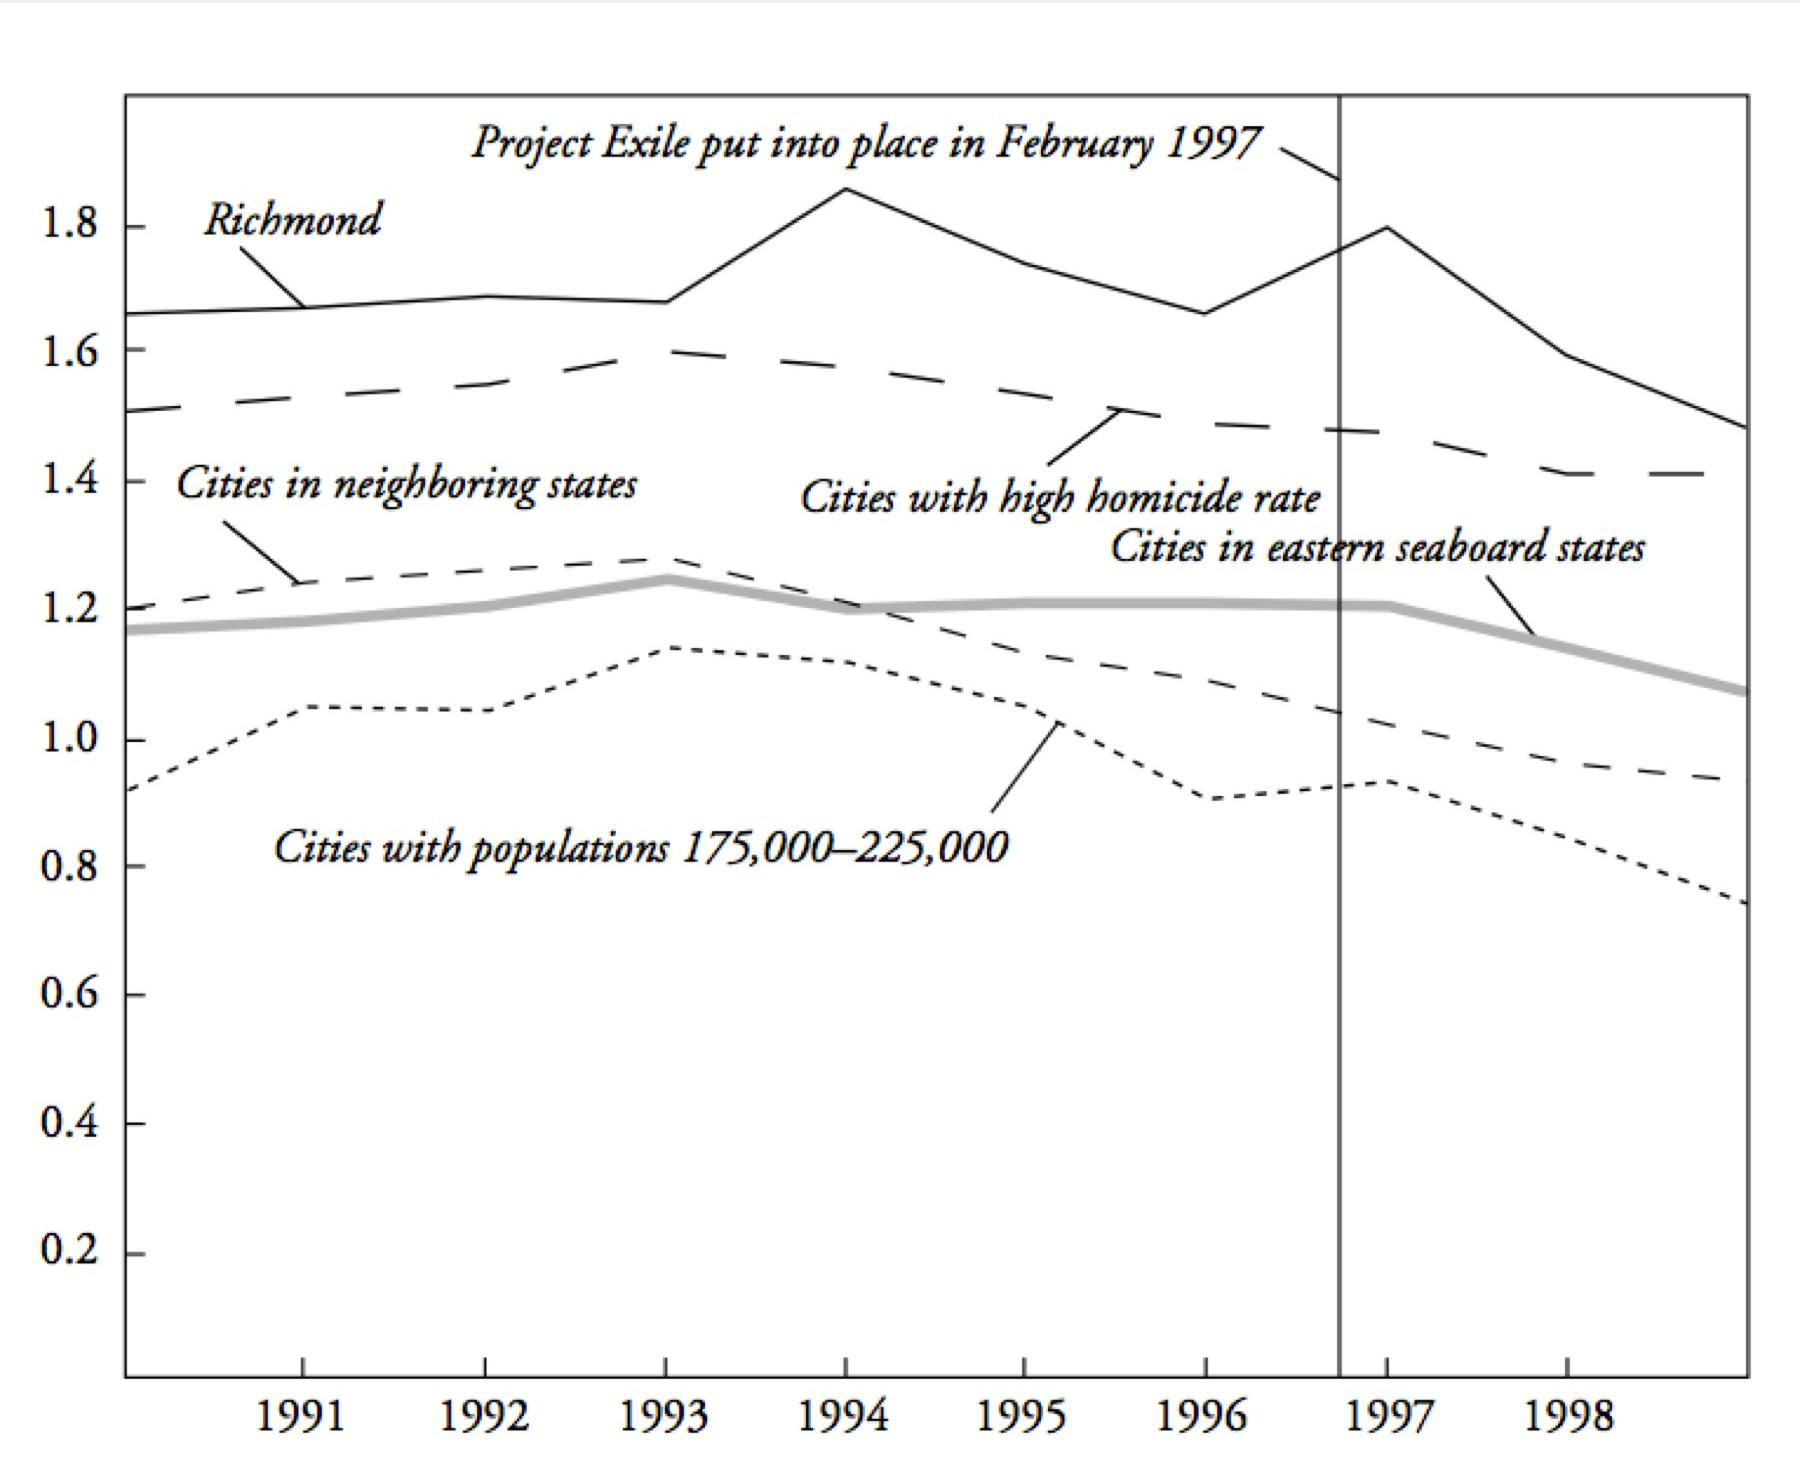 Project Exile put into place in February 1997
Richmond
1.8
1.6
1.4
Cities in neighboring states
Cities with high homicide rate
Cities in eastern seaboard states
1.2
1.0
Cities with populations 175,000–225,000
0.8
0.6
0.4
0.2
1991 1992 1993 1994 1995 1996 1997 1998